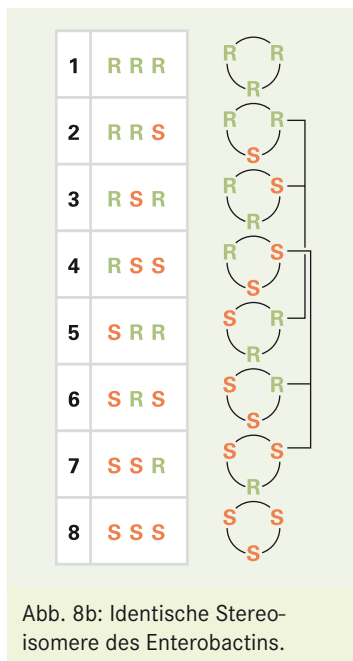 1 R R R
R R
R
2 R R S
R R
S
3 R S R
R S
R
4 R S S
R S
S
5 S R R
S R
R
6 S R S
S R
S
7 S S R
S S
R
8 S S S
S S
S
Abb. 8b: Identische Stereo-
isomere des Enterobactins.